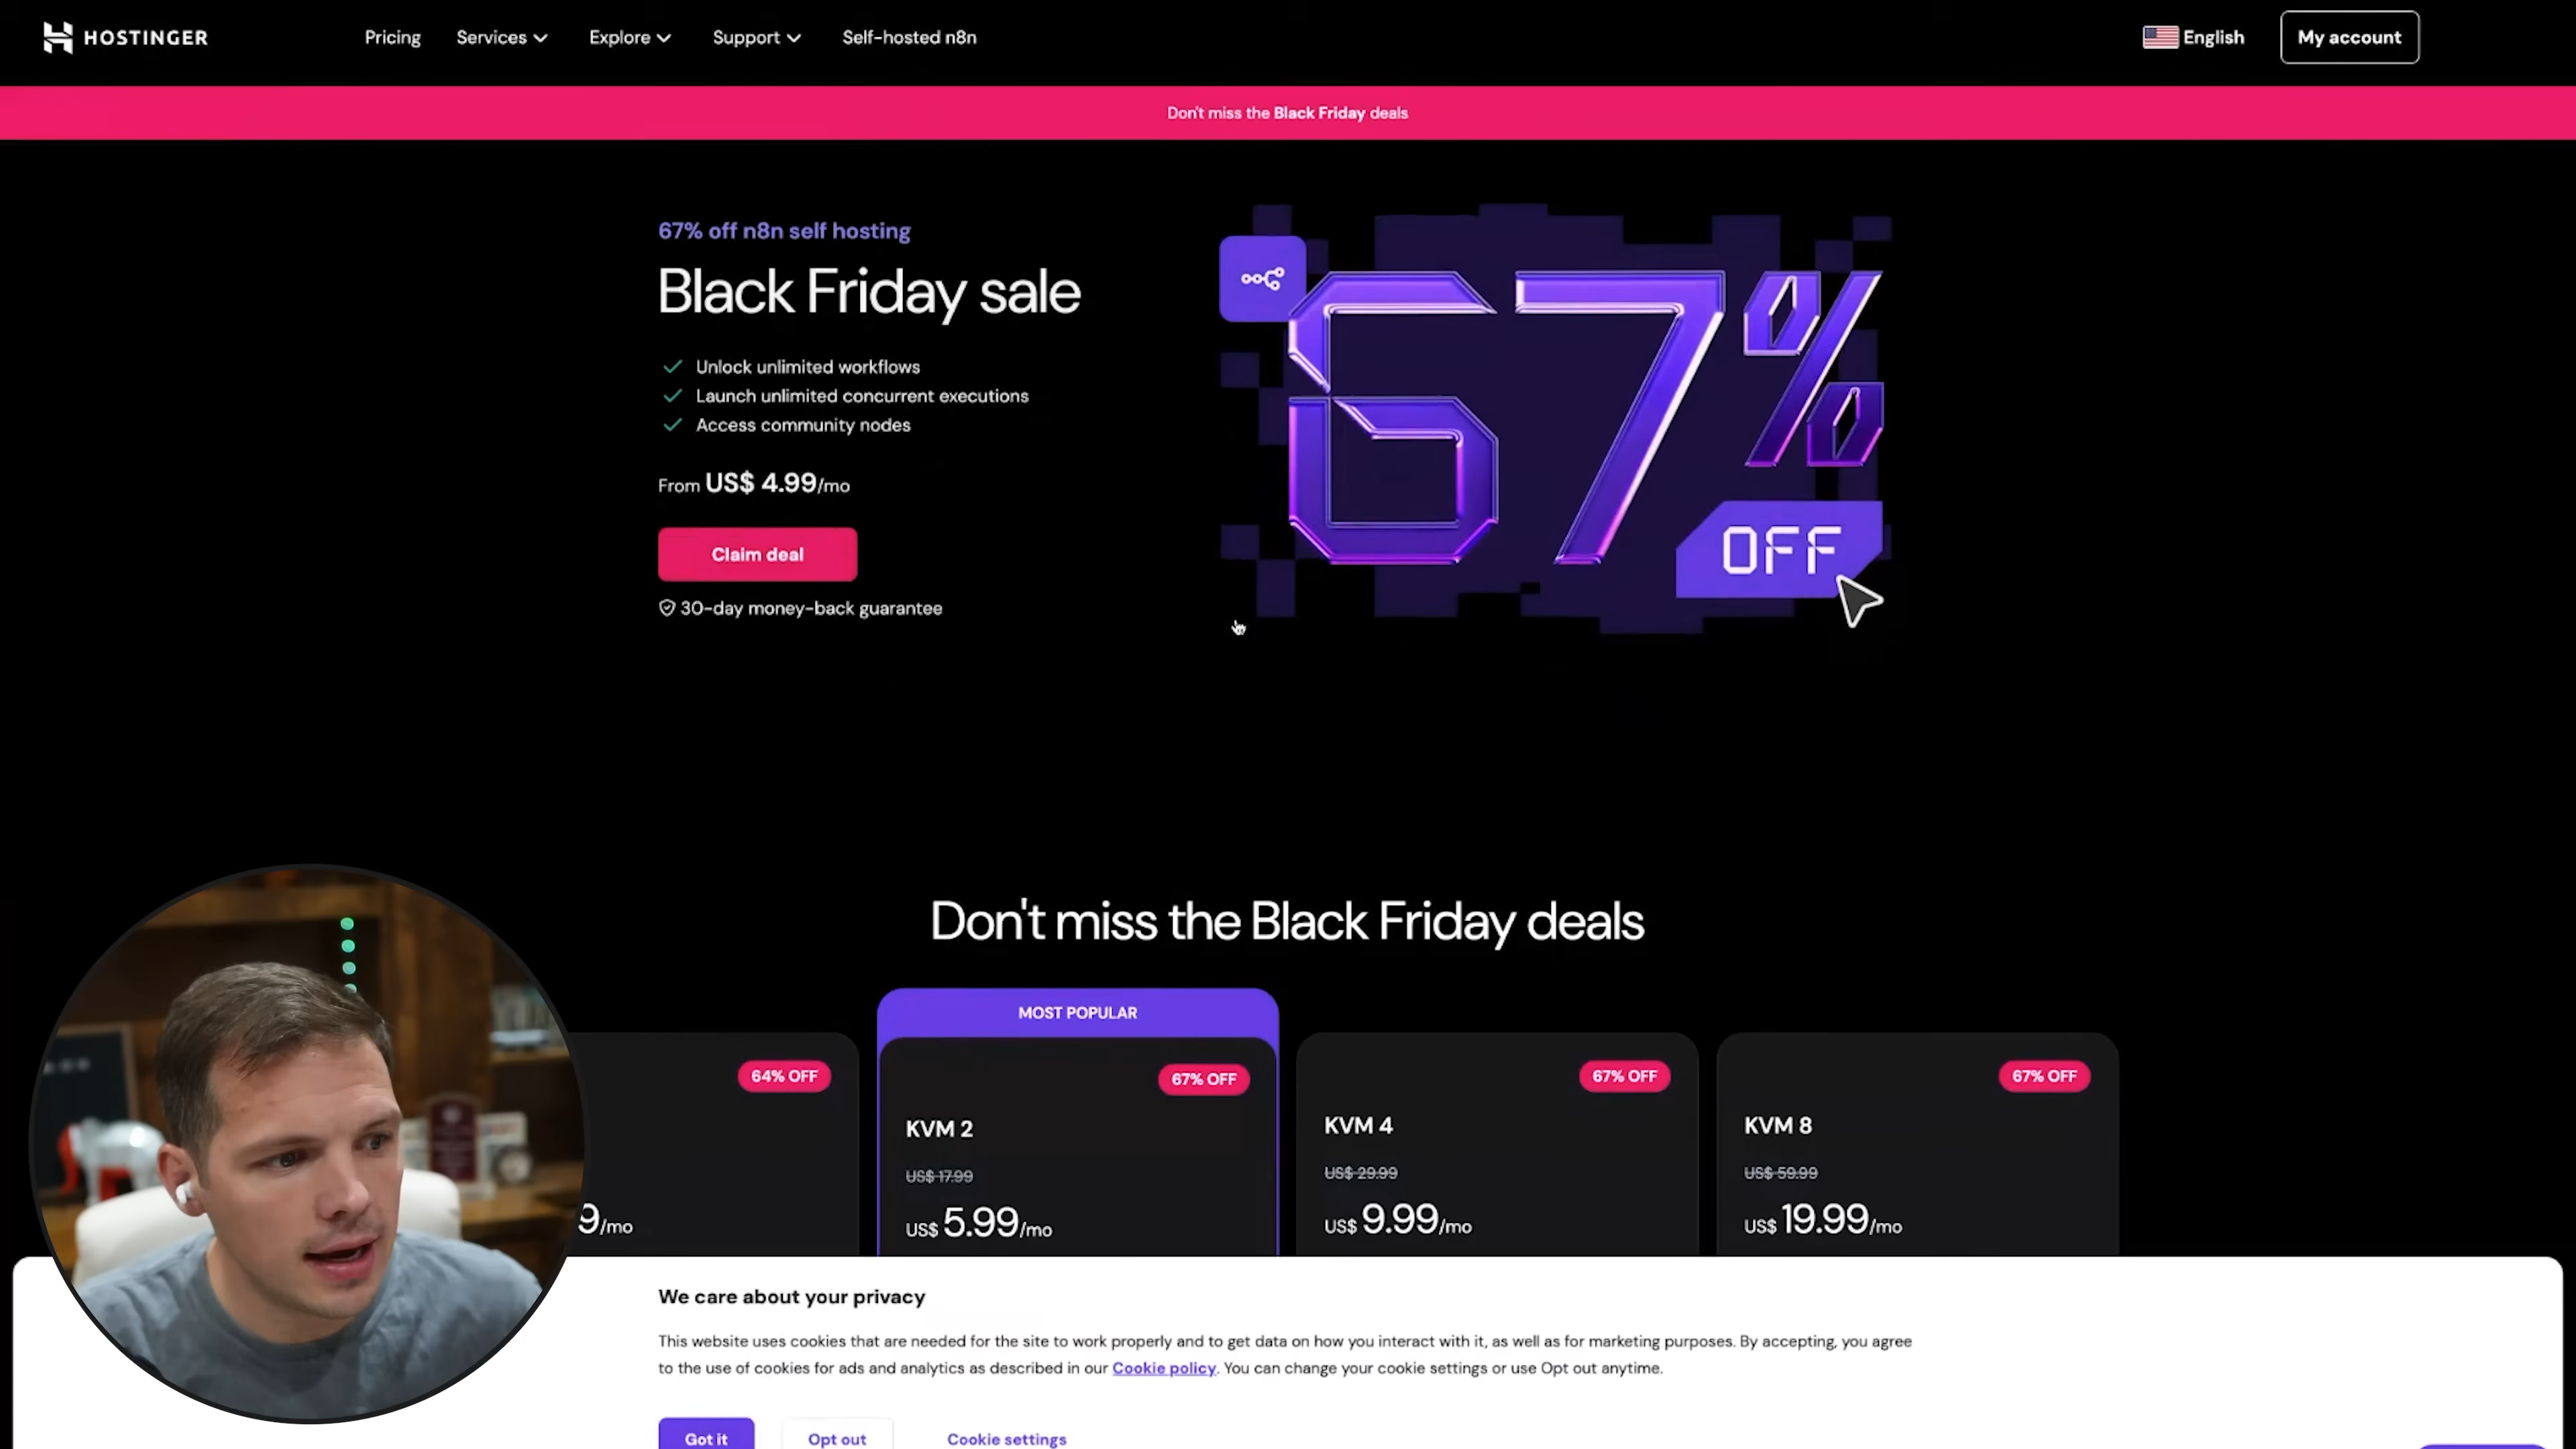 HOSTINGER
Pricing
Services
Explore
Support
Self-hosted n8n
English
My account
Don't miss the Black Friday deals
67% off n8n self hosting
Black Friday sale
Unlock unlimited workflows
Launch unlimited concurrent executions
Access community nodes
From US$ 4.99/mo
Claim deal
30-day money-back guarantee
67%
OFF
Don't miss the Black Friday deals
64% OFF
9/mo
MOST POPULAR
67% OFF
KVM 2
US$ 17.99
US$ 5.99/mo
67% OFF
KVM 4
US$ 29.99
US$ 9.99/mo
67% OFF
KVM 8
US$ 59.99
US$ 19.99/mo
We care about your privacy
This website uses cookies that are needed for the site to work properly and to get data on how you interact with it, as well as for marketing purposes. By accepting, you agree
to the use of cookies for ads and analytics as described in our Cookie policy. You can change your cookie settings or use Opt out anytime.
Got it
Opt out
Cookie settings